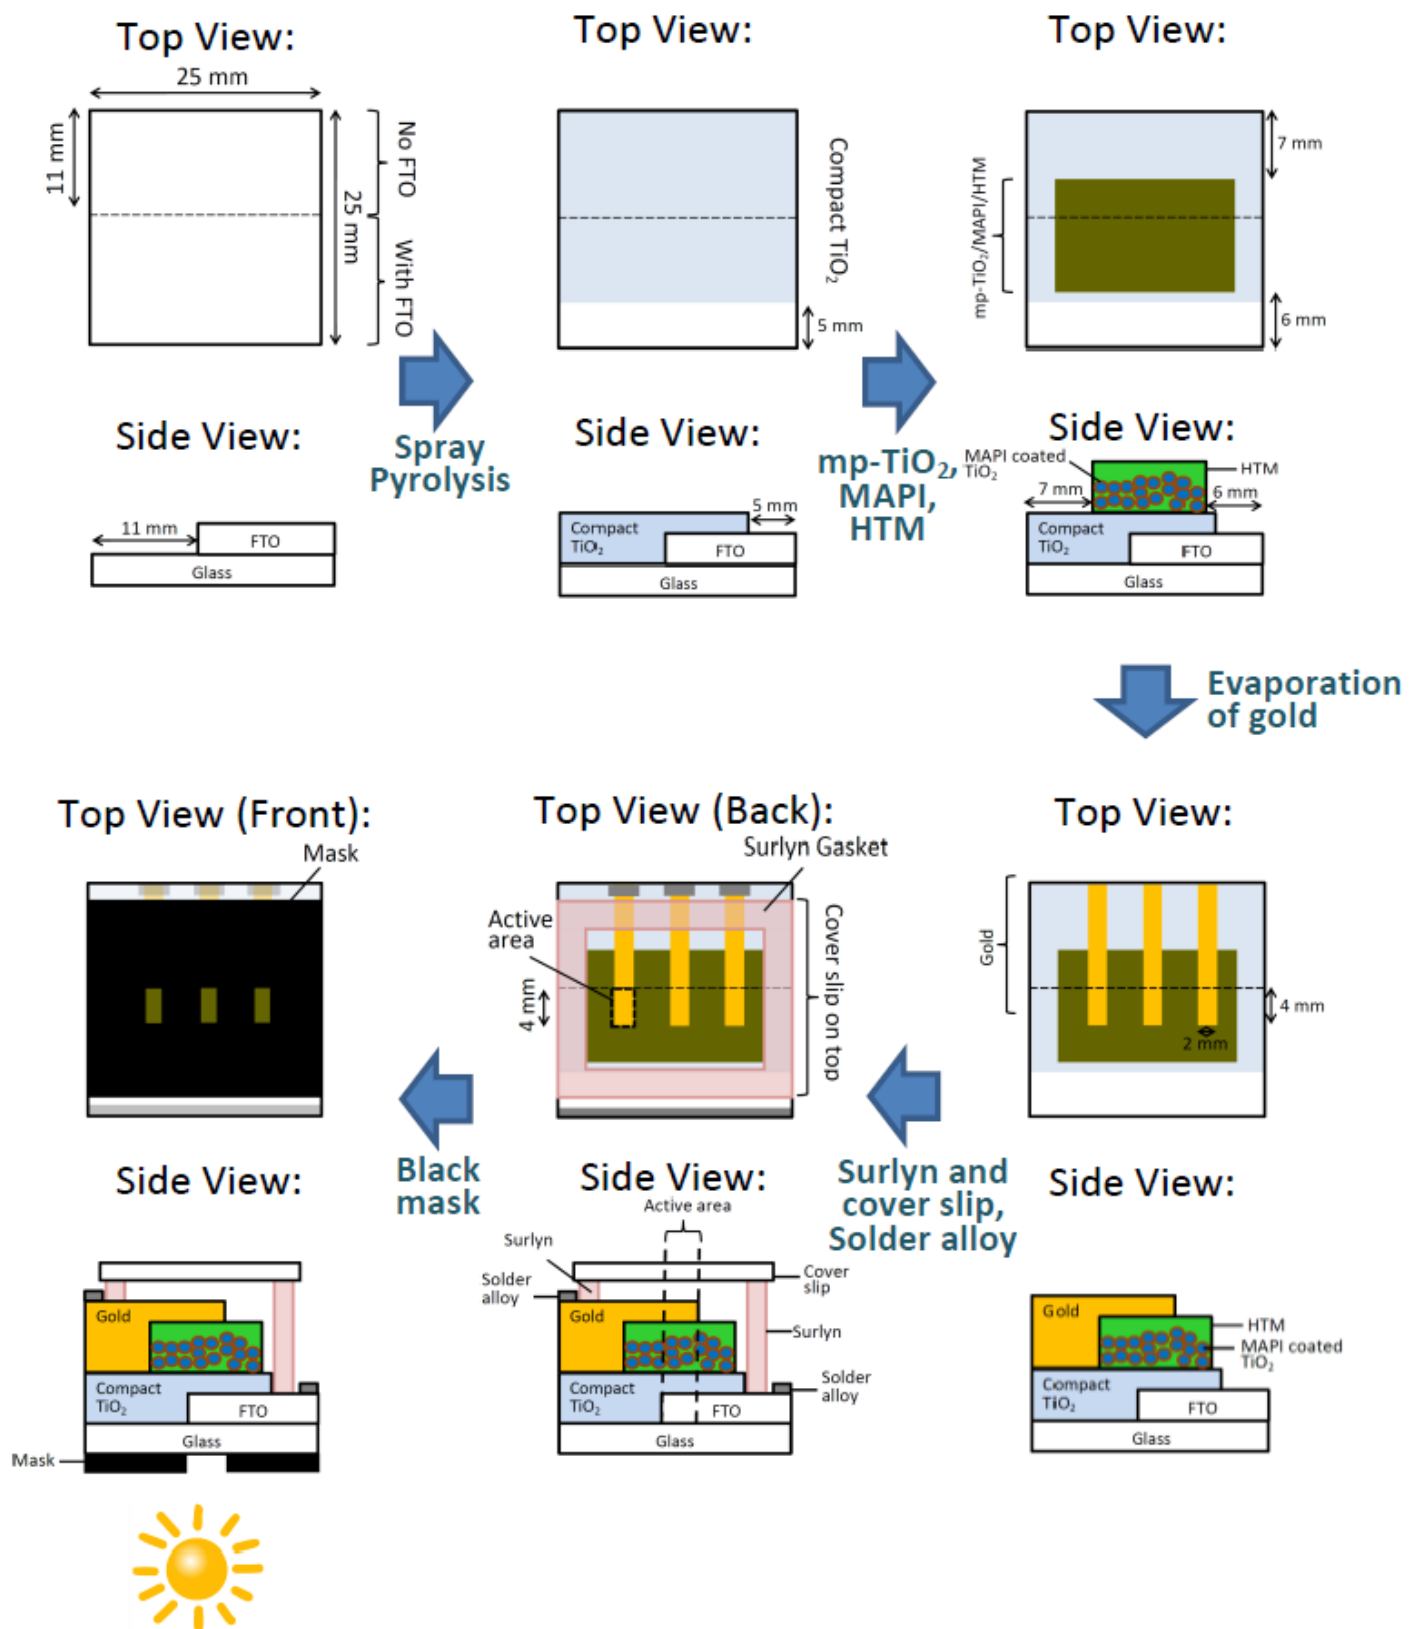 Top View:
25 mm
11 mm
No FTO
25 mm
With FTO
Side View:
11 mm
FTO
Glass
Spray
Pyrolysis
Top View:
Compact TiO₂
5 mm
Side View:
5 mm
Compact
TiO₂
FTO
Glass
mp-TiO₂,
MAPI,
HTM
Top View:
7 mm
mp-TiO₂/MAPI/HTM
6 mm
Side View:
MAPI coated
TiO₂
HTM
7 mm
6 mm
Compact
TiO₂
FTO
Glass
Evaporation
of gold
Top View:
Gold
4 mm
2 mm
Side View:
Gold
HTM
MAPI coated
TiO₂
Compact
TiO₂
FTO
Glass
Surlyn and
cover slip,
Solder alloy
Top View (Back):
Surlyn Gasket
Active
area
4 mm
Cover slip on top
Side View:
Active area
Surlyn
Solder
alloy
Cover
slip
Gold
Surlyn
Solder
alloy
Compact
TiO₂
FTO
Glass
Black
mask
Top View (Front):
Mask
Side View:
Gold
Compact
TiO₂
FTO
Glass
Mask